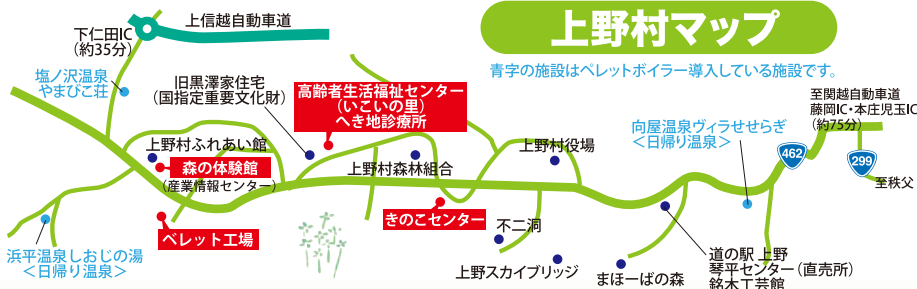 上野村マップ
青字の施設はペレットボイラー導入している施設です。
上信越自動車道
下仁田IC
(約35分)
塩ノ沢温泉
やまびこ荘
旧黒澤家住宅
(国指定重要文化財)
高齢者生活福祉センター
(いこいの里)
へき地診療所
至関越自動車道
藤岡IC・本庄児玉IC
(約75分)
向屋温泉ヴィラせせらぎ
<日帰り温泉>
462
299
至秩父
上野村ふれあい館
森の体験館
(産業情報センター)
上野村森林組合
上野村役場
きのこセンター
ペレット工場
浜平温泉しおじの湯
<日帰り温泉>
不二洞
上野スカイブリッジ
まほーばの森
道の駅 上野
琴平センター(直売所)
銘木工芸館